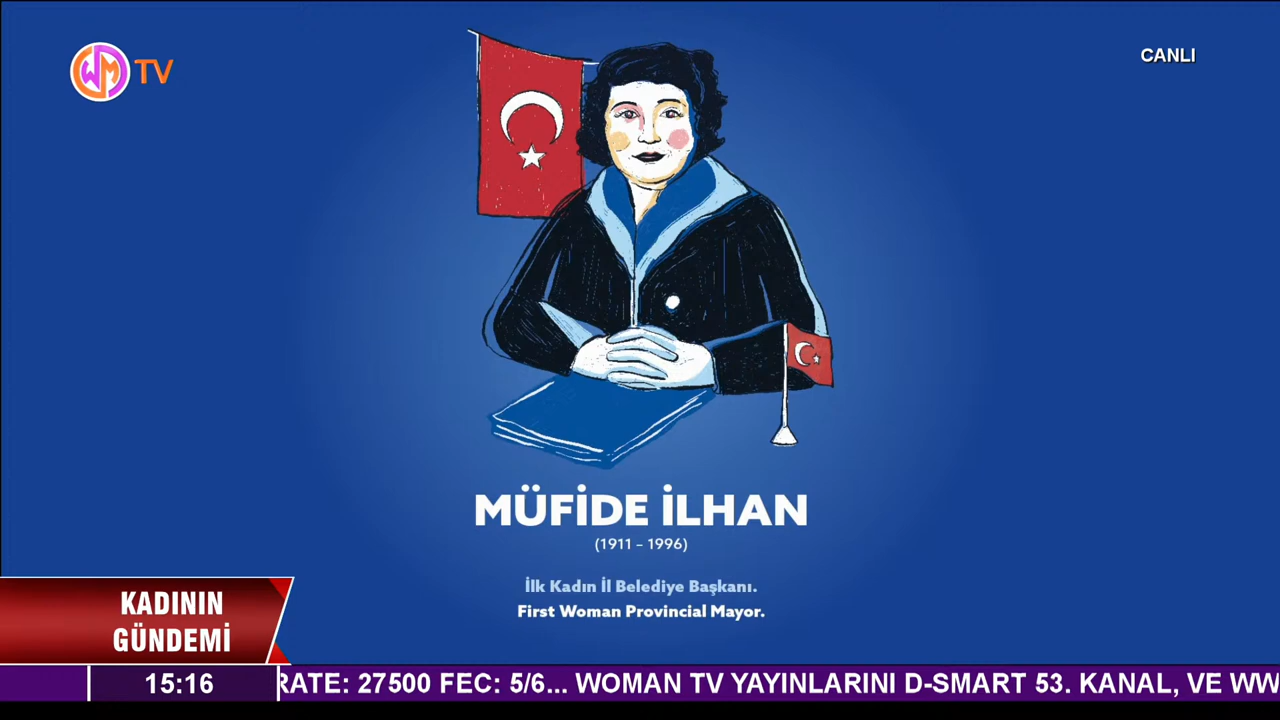 WM TV
CANLI
MÜFİDE İLHAN
(1911 – 1996)
İlk Kadın İl Belediye Başkanı.
First Woman Provincial Mayor.
KADININ
GÜNDEMİ
15:16
RATE: 27500 FEC: 5/6... WOMAN TV YAYINLARINI D-SMART 53. KANAL, VE WW